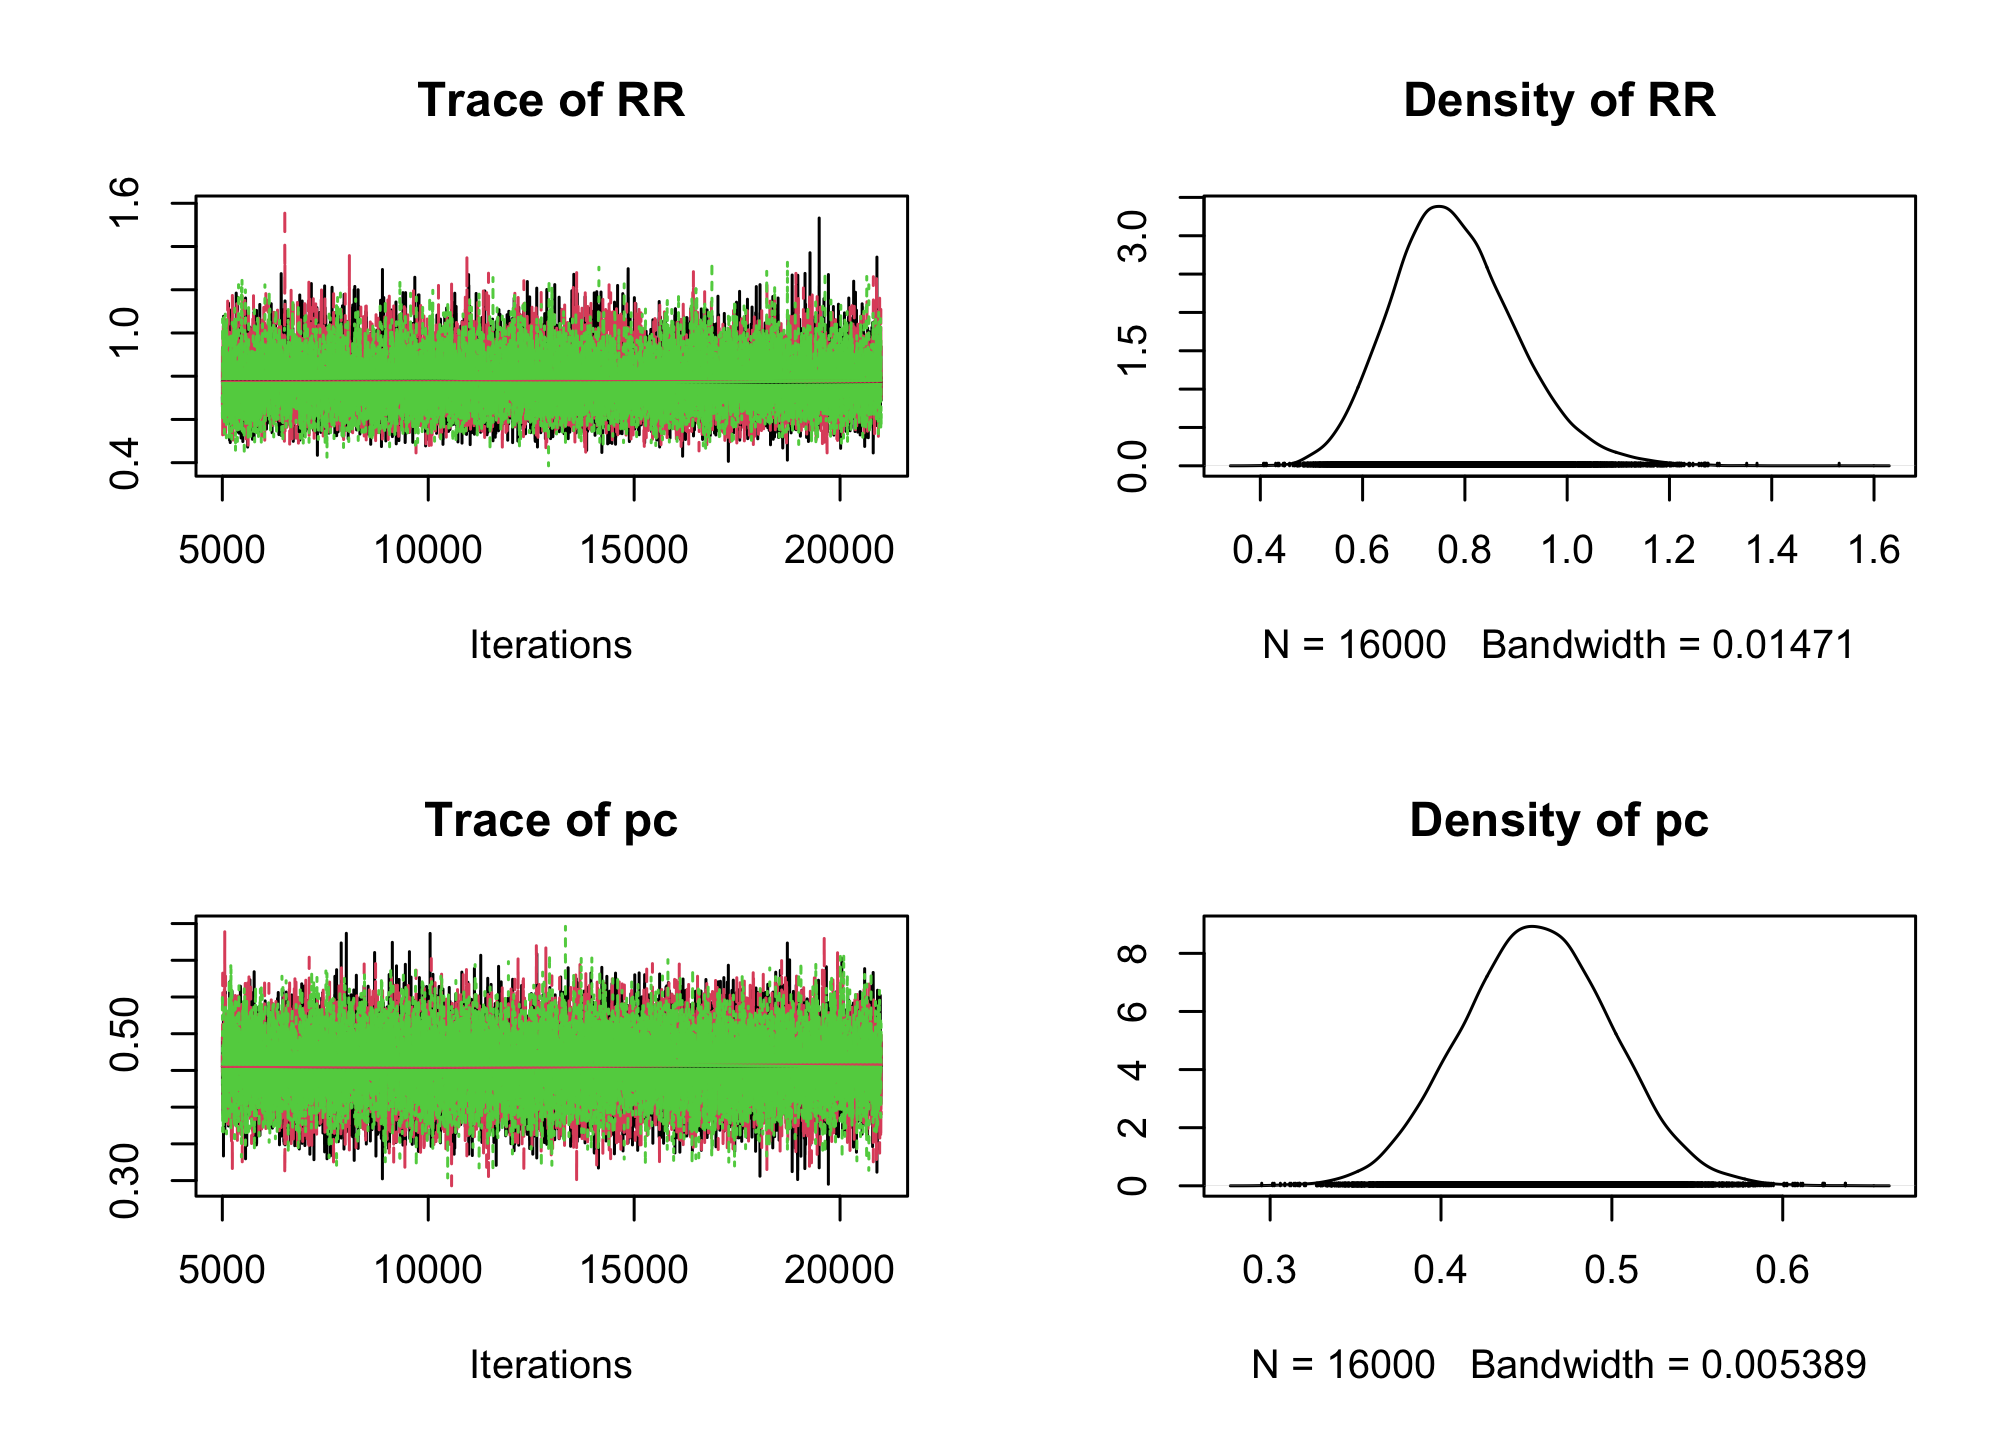 Trace of RR
1.6
1.0
0.4
5000 10000 15000 20000
Iterations
Density of RR
3.0
1.5
0.0
0.4 0.6 0.8 1.0 1.2 1.4 1.6
N = 16000 Bandwidth = 0.01471
Trace of pc
0.50
0.30
5000 10000 15000 20000
Iterations
Density of pc
8
6
4
2
0
0.3 0.4 0.5 0.6
N = 16000 Bandwidth = 0.005389